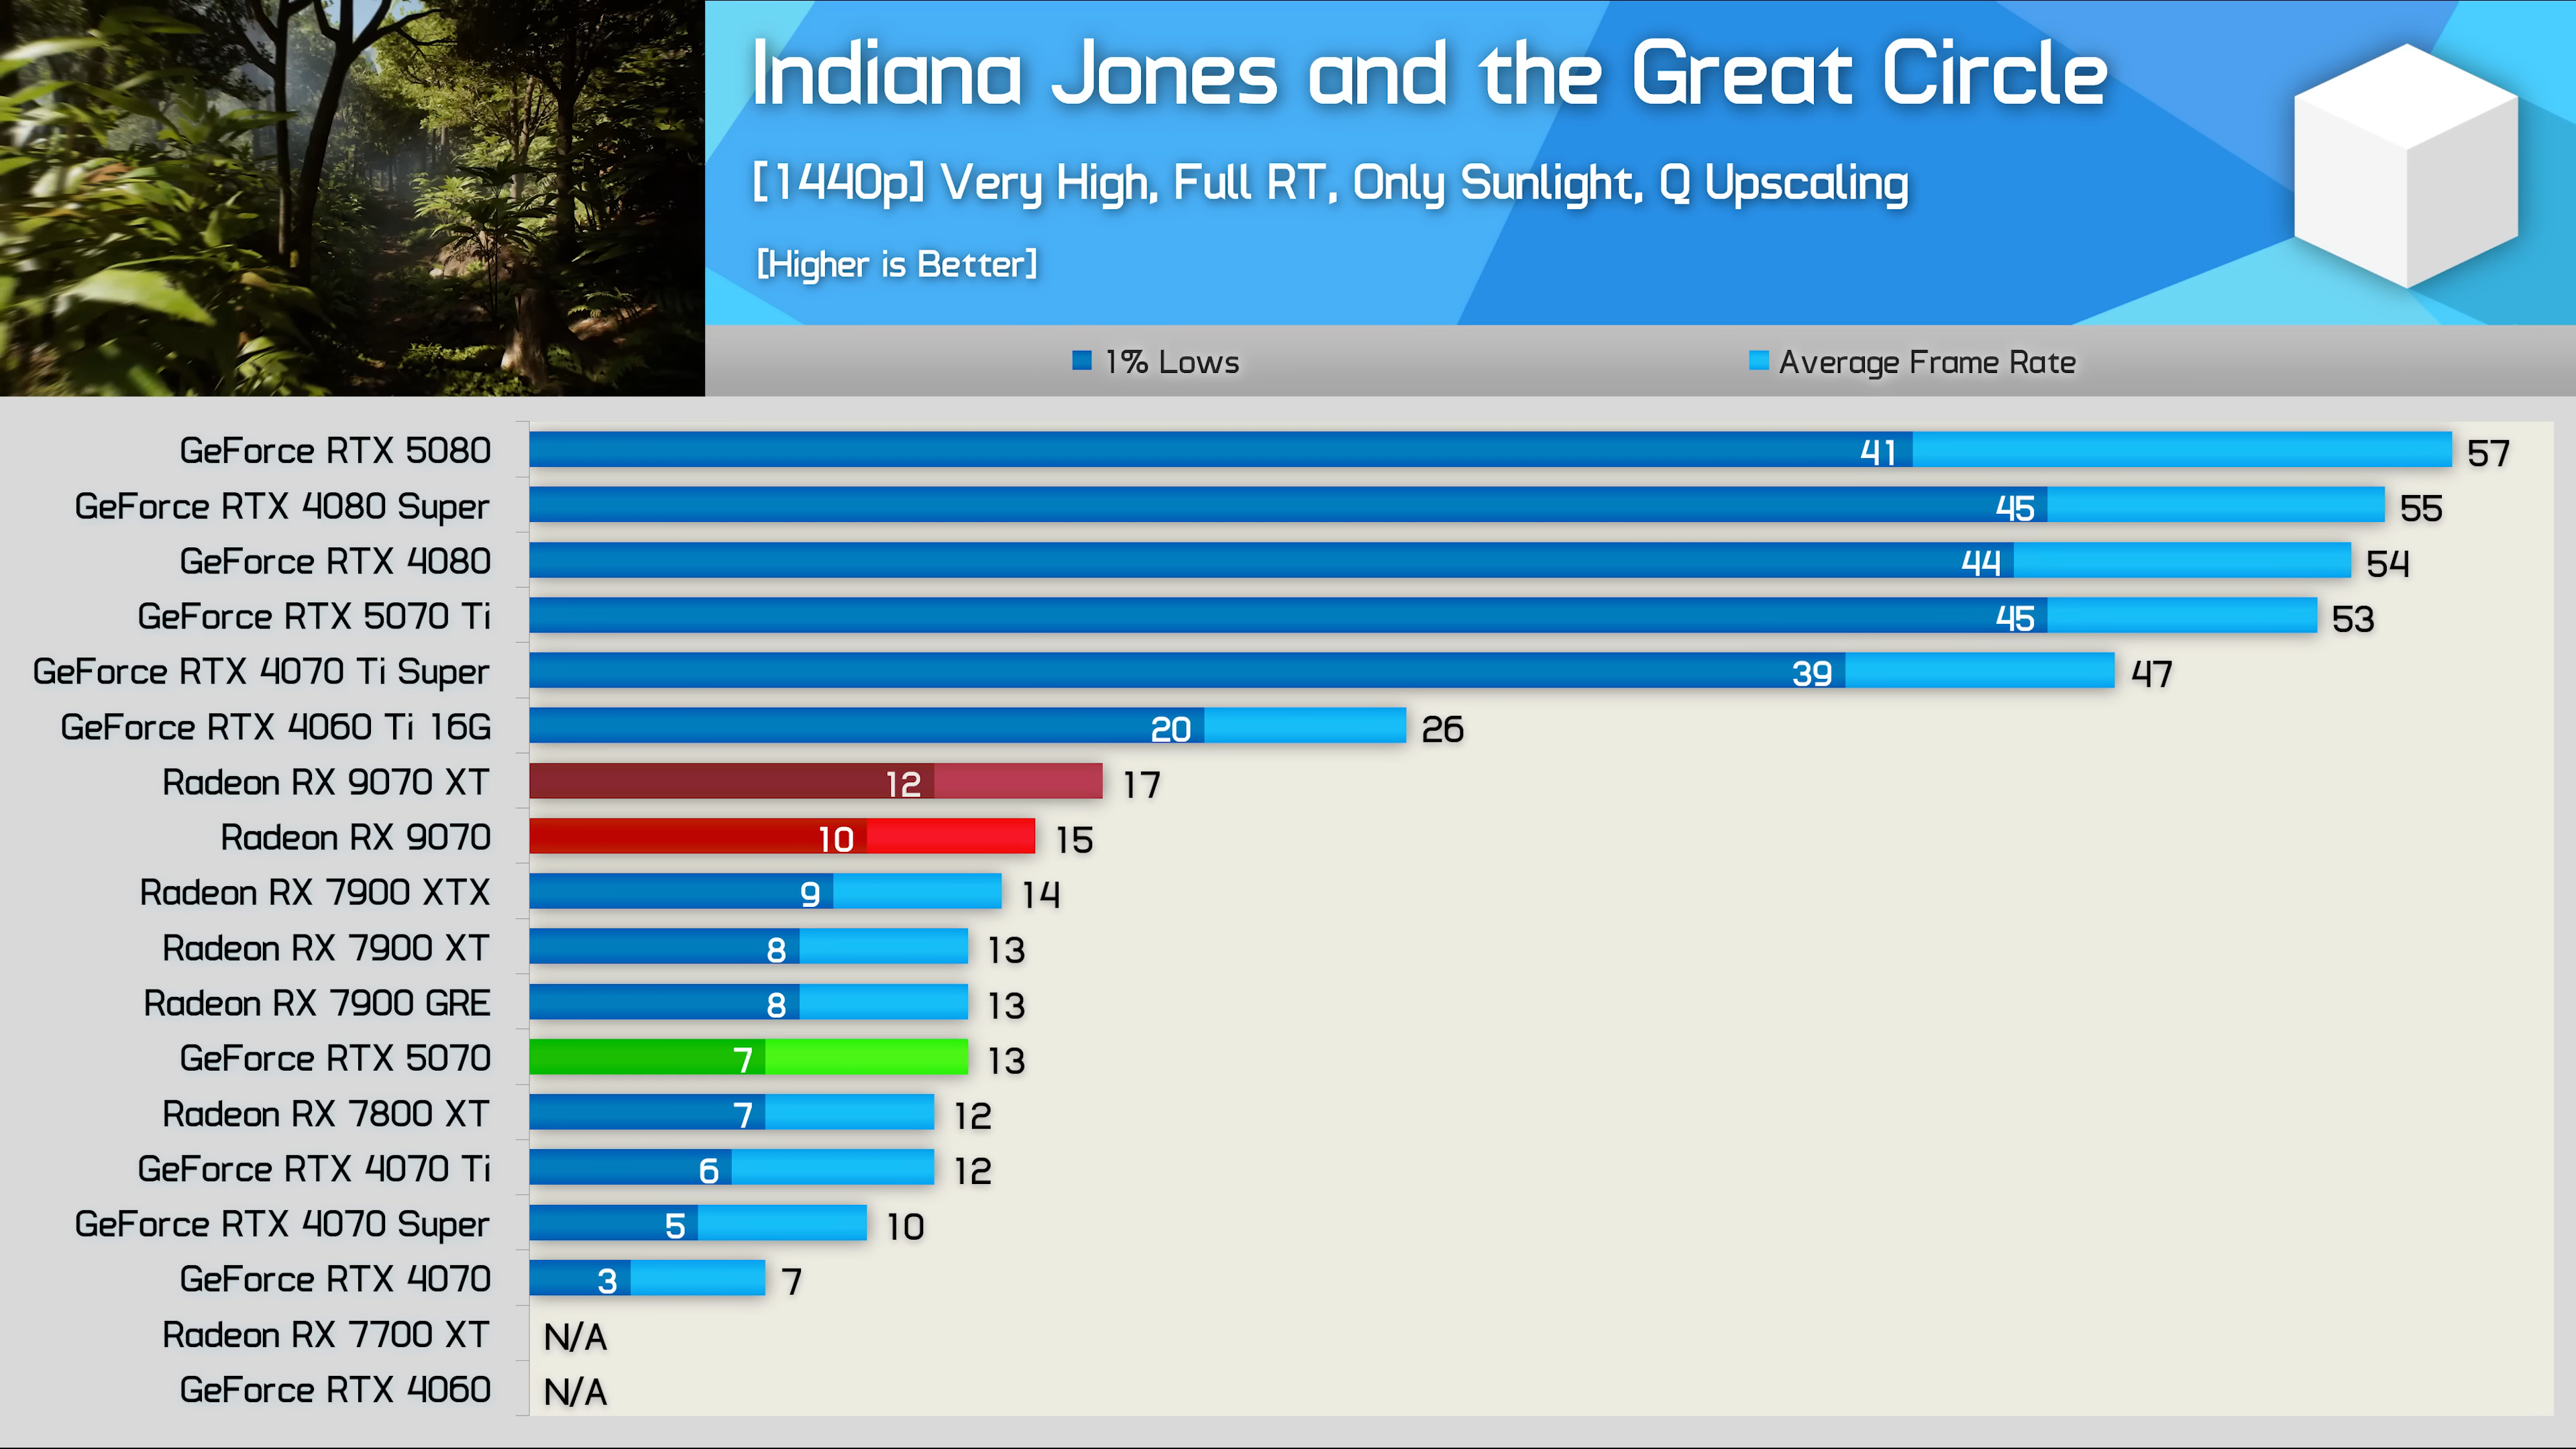 Indiana Jones and the Great Circle
[1440p] Very High, Full RT, Only Sunlight, Q Upscaling
[Higher is Better]
1% Lows Average Frame Rate
GeForce RTX 5080 41 57
GeForce RTX 4080 Super 45 55
GeForce RTX 4080 44 54
GeForce RTX 5070 Ti 45 53
GeForce RTX 4070 Ti Super 39 47
GeForce RTX 4060 Ti 16G 20 26
Radeon RX 9070 XT 12 17
Radeon RX 9070 10 15
Radeon RX 7900 XTX 9 14
Radeon RX 7900 XT 8 13
Radeon RX 7900 GRE 8 13
GeForce RTX 5070 7 13
Radeon RX 7800 XT 7 12
GeForce RTX 4070 Ti 6 12
GeForce RTX 4070 Super 5 10
GeForce RTX 4070 3 7
Radeon RX 7700 XT N/A
GeForce RTX 4060 N/A